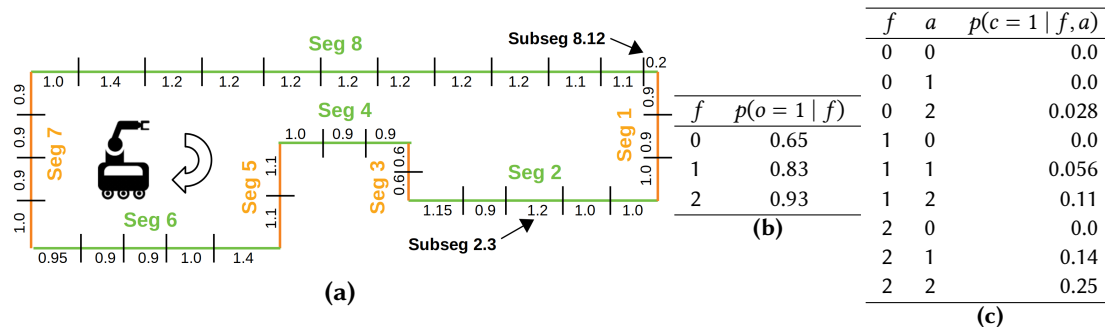 Seg 8
Subseg 8.12
0.2
1.0 1.4 1.2 1.2 1.2 1.2 1.2 1.2 1.1 1.1
0.9
0.9
0.9
1.0
Seg 7
Seg 4
1.0 0.9 0.9
0.6
0.6
Seg 3
1.1
1.1
Seg 5
Seg 2
1.15 0.9 1.2 1.0 1.0
Subseg 2.3
Seg 1
0.9
0.9
1.0
Seg 6
0.95 0.9 0.9 1.0 1.4
(a)
f p(o = 1 | f)
0 0.65
1 0.83
2 0.93
(b)
f a p(c = 1 | f, a)
0 0 0.0
0 1 0.0
0 2 0.028
1 0 0.0
1 1 0.056
1 2 0.11
2 0 0.0
2 1 0.14
2 2 0.25
(c)